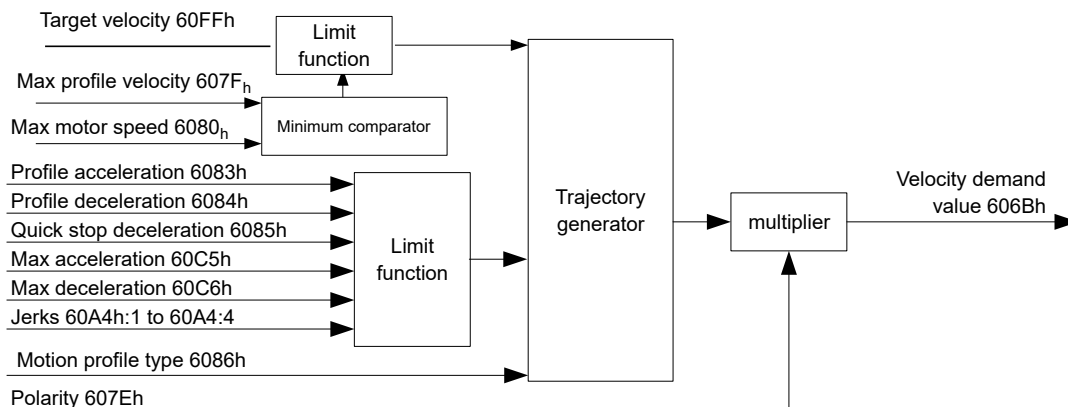 Target velocity 60FFh
Limit
function
Max profile velocity 607Fh
Minimum comparator
Max motor speed 6080h
Profile acceleration 6083h
Profile deceleration 6084h
Quick stop deceleration 6085h
Max acceleration 60C5h
Max deceleration 60C6h
Jerks 60A4h:1 to 60A4:4
Limit
function
Motion profile type 6086h
Polarity 607Eh
Trajectory
generator
multiplier
Velocity demand
value 606Bh